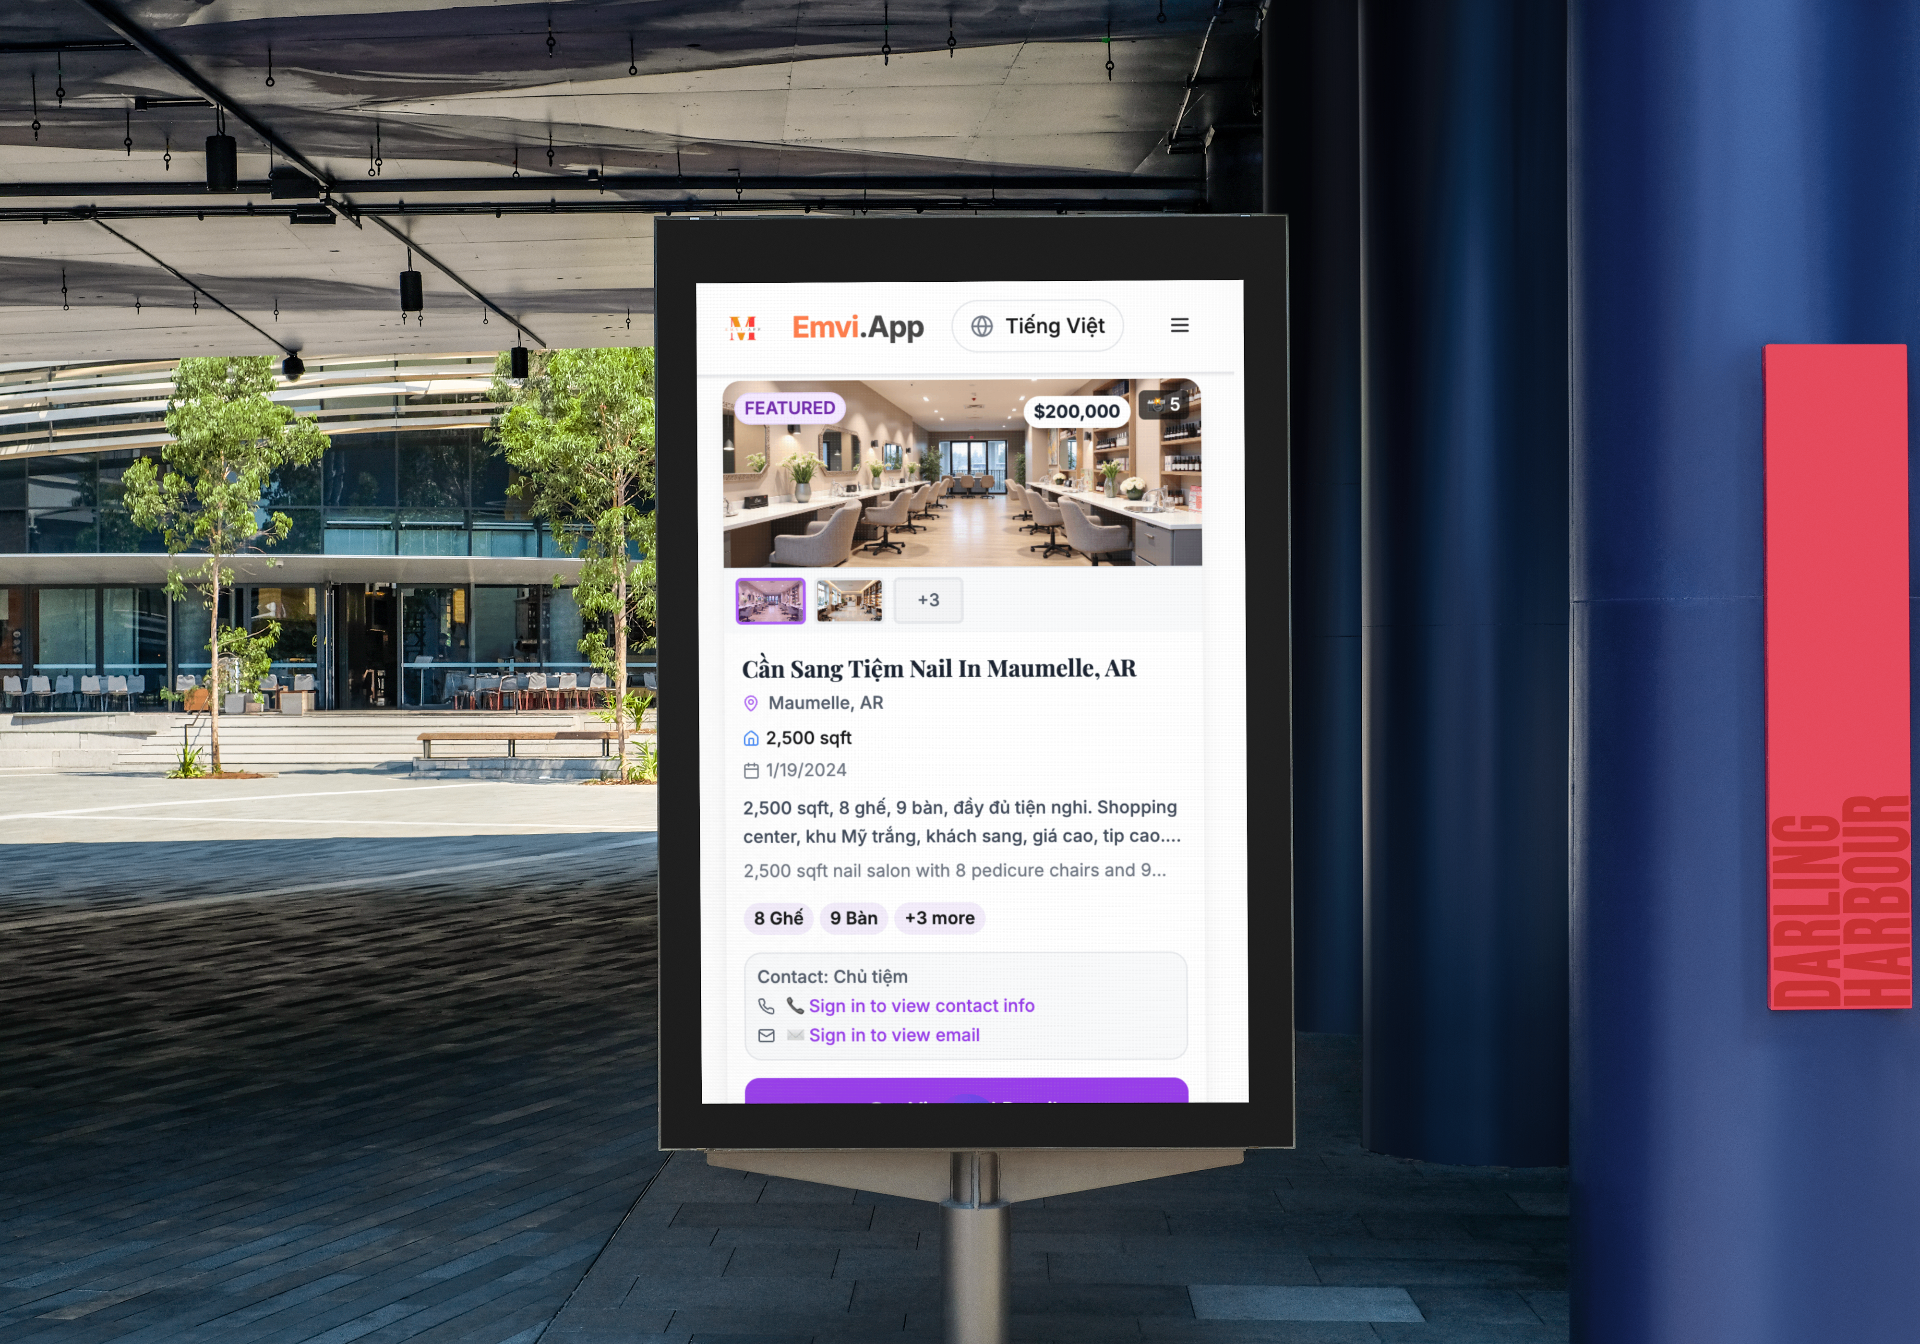 M
Emvi.App
Tiếng Việt
FEATURED
$200,000
5
+3
Cần Sang Tiệm Nail In Maumelle, AR
Maumelle, AR
2,500 sqft
1/19/2024
2,500 sqft, 8 ghế, 9 bàn, đầy đủ tiện nghi. Shopping
center, khu Mỹ trắng, khách sang, giá cao, tip cao....
2,500 sqft nail salon with 8 pedicure chairs and 9...
8 Ghế
9 Bàn
+3 more
Contact: Chủ tiệm
Sign in to view contact info
Sign in to view email
DARLING
HARBOUR